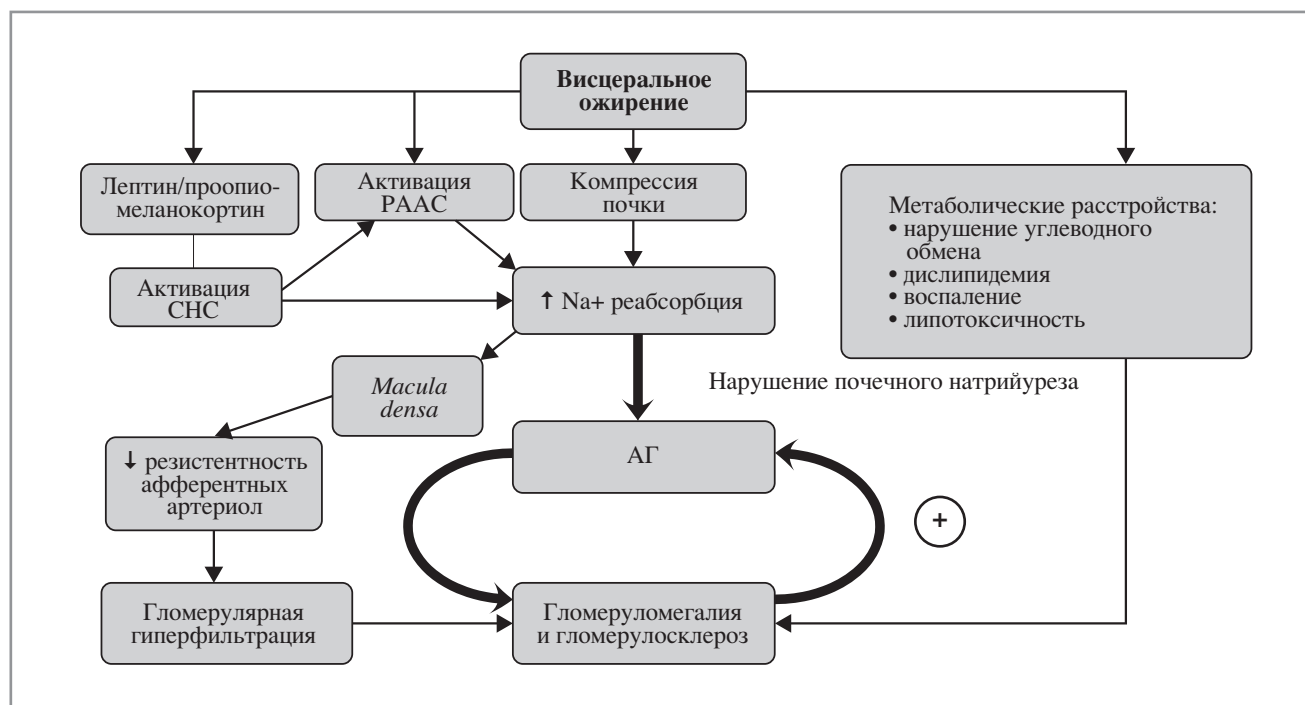 Висцеральное
ожирение
Лептин/проопио-
меланокортин
Активация
РААС
Компрессия
почки
Метаболические расстройства:
• нарушение углеводного
обмена
• дислипидемия
• воспаление
• липотоксичность
Активация
СНС
↑ Na+ реабсорбция
Macula
densa
Нарушение почечного натрийуреза
↓ резистентность
афферентных
артериол
АГ
+
Гломерулярная
гиперфильтрация
Гломеруломегалия
и гломерулосклероз